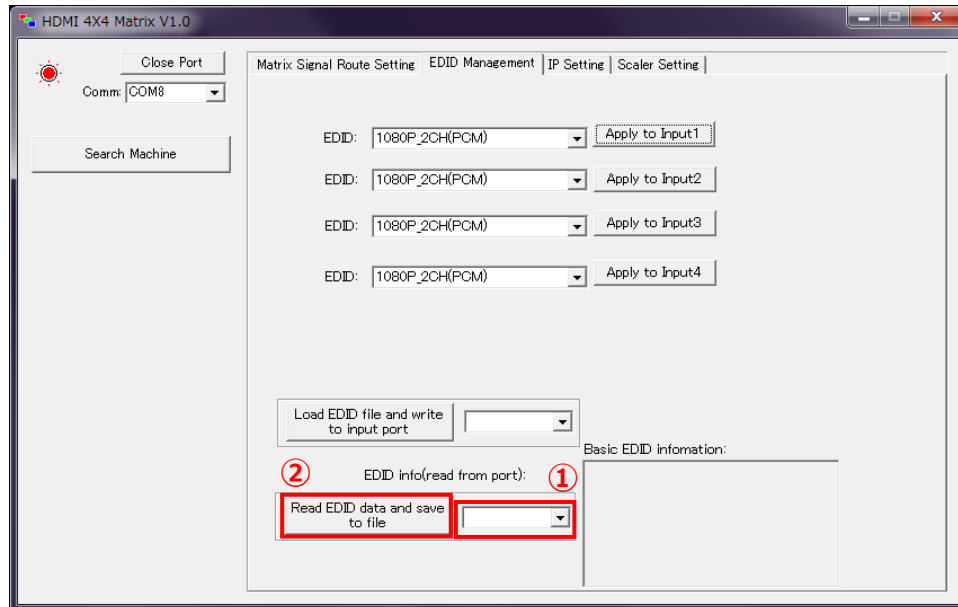 HDMI 4X4 Matrix V1.0
Close Port
Comm: COM8
Search Machine
Matrix Signal Route Setting EDID Management IP Setting Scaler Setting
EDID: 1080P_2CH(PCM) Apply to Input1
EDID: 1080P_2CH(PCM) Apply to Input2
EDID: 1080P_2CH(PCM) Apply to Input3
EDID: 1080P_2CH(PCM) Apply to Input4
Load EDID file and write
to input port
Basic EDID infomation:
② EDID info(read from port): ①
Read EDID data and save
to file